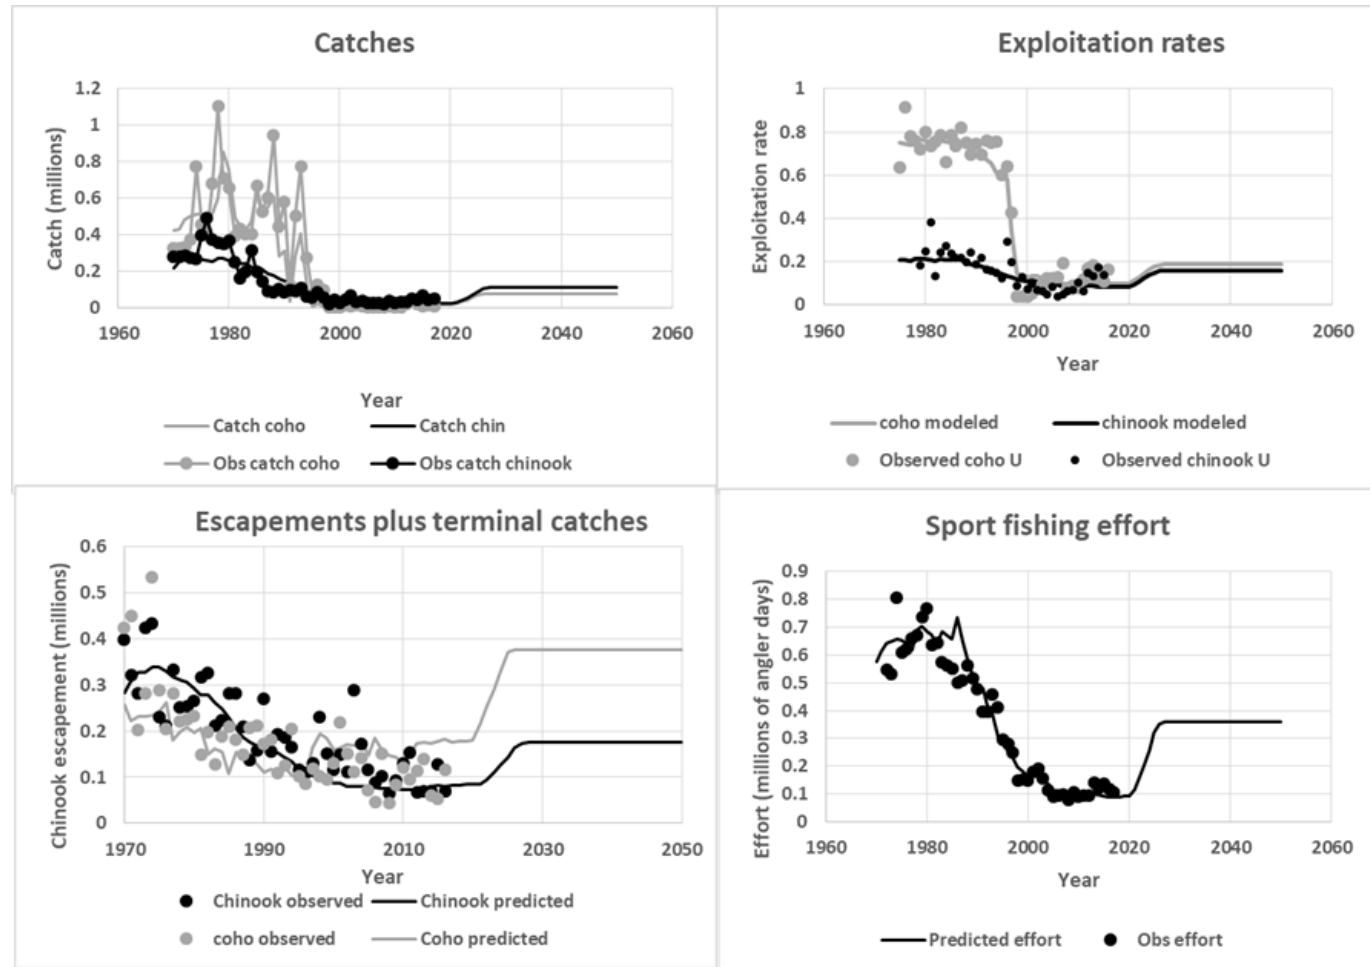 Catches
1.2
1
0.8
0.6
0.4
0.2
0
Catch (millions)
1960 1980 2000 2020 2040 2060
Year
Catch coho Catch chin
Obs catch coho Obs catch chinook
Exploitation rates
1
0.8
0.6
0.4
0.2
0
Exploitation rate
1960 1980 2000 2020 2040 2060
Year
coho modeled chinook modeled
Observed coho U Observed chinook U
Escapements plus terminal catches
0.6
0.5
0.4
0.3
0.2
0.1
0
Chinook escapement (millions)
1970 1990 2010 2030 2050
Year
Chinook observed Chinook predicted
coho observed Coho predicted
Sport fishing effort
0.9
0.8
0.7
0.6
0.5
0.4
0.3
0.2
0.1
0
Effort (millions of angler days)
1960 1980 2000 2020 2040 2060
Year
Predicted effort Obs effort